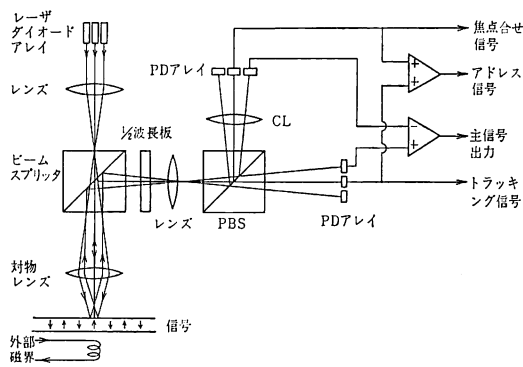 レーザ
ダイオード
アレイ
レンズ
ビーム
スプリッタ
対物
レンズ
外部
磁界
信号
½波長板
レンズ
PDアレイ
CL
PBS
PDアレイ
焦点合せ
信号
+
+
アドレス
信号
−
+
主信号
出力
トラッキ
ング信号